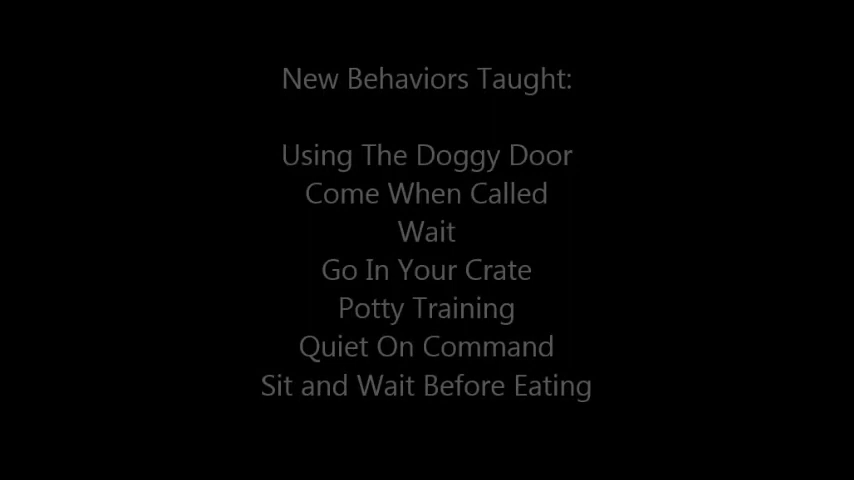 New Behaviors Taught:
Using The Doggy Door
Come When Called
Wait
Go In Your Crate
Potty Training
Quiet On Command
Sit and Wait Before Eating